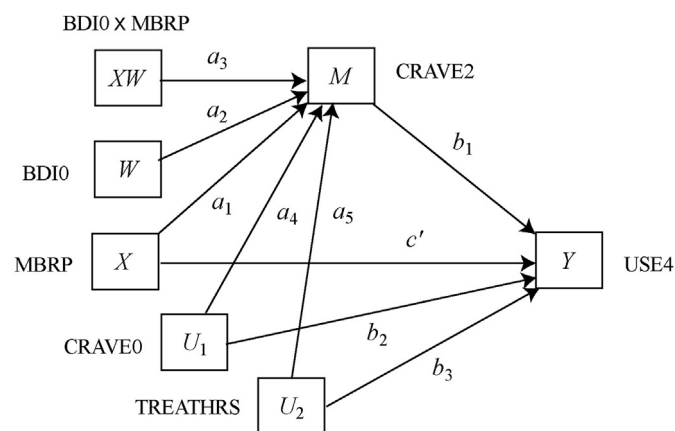 BDI0 x MBRP
XW
a3
M
CRAVE2
a2
BDI0
W
b1
a1
a4
a5
MBRP
X
c′
Y
USE4
CRAVE0
U1
b2
b3
TREATHRS
U2